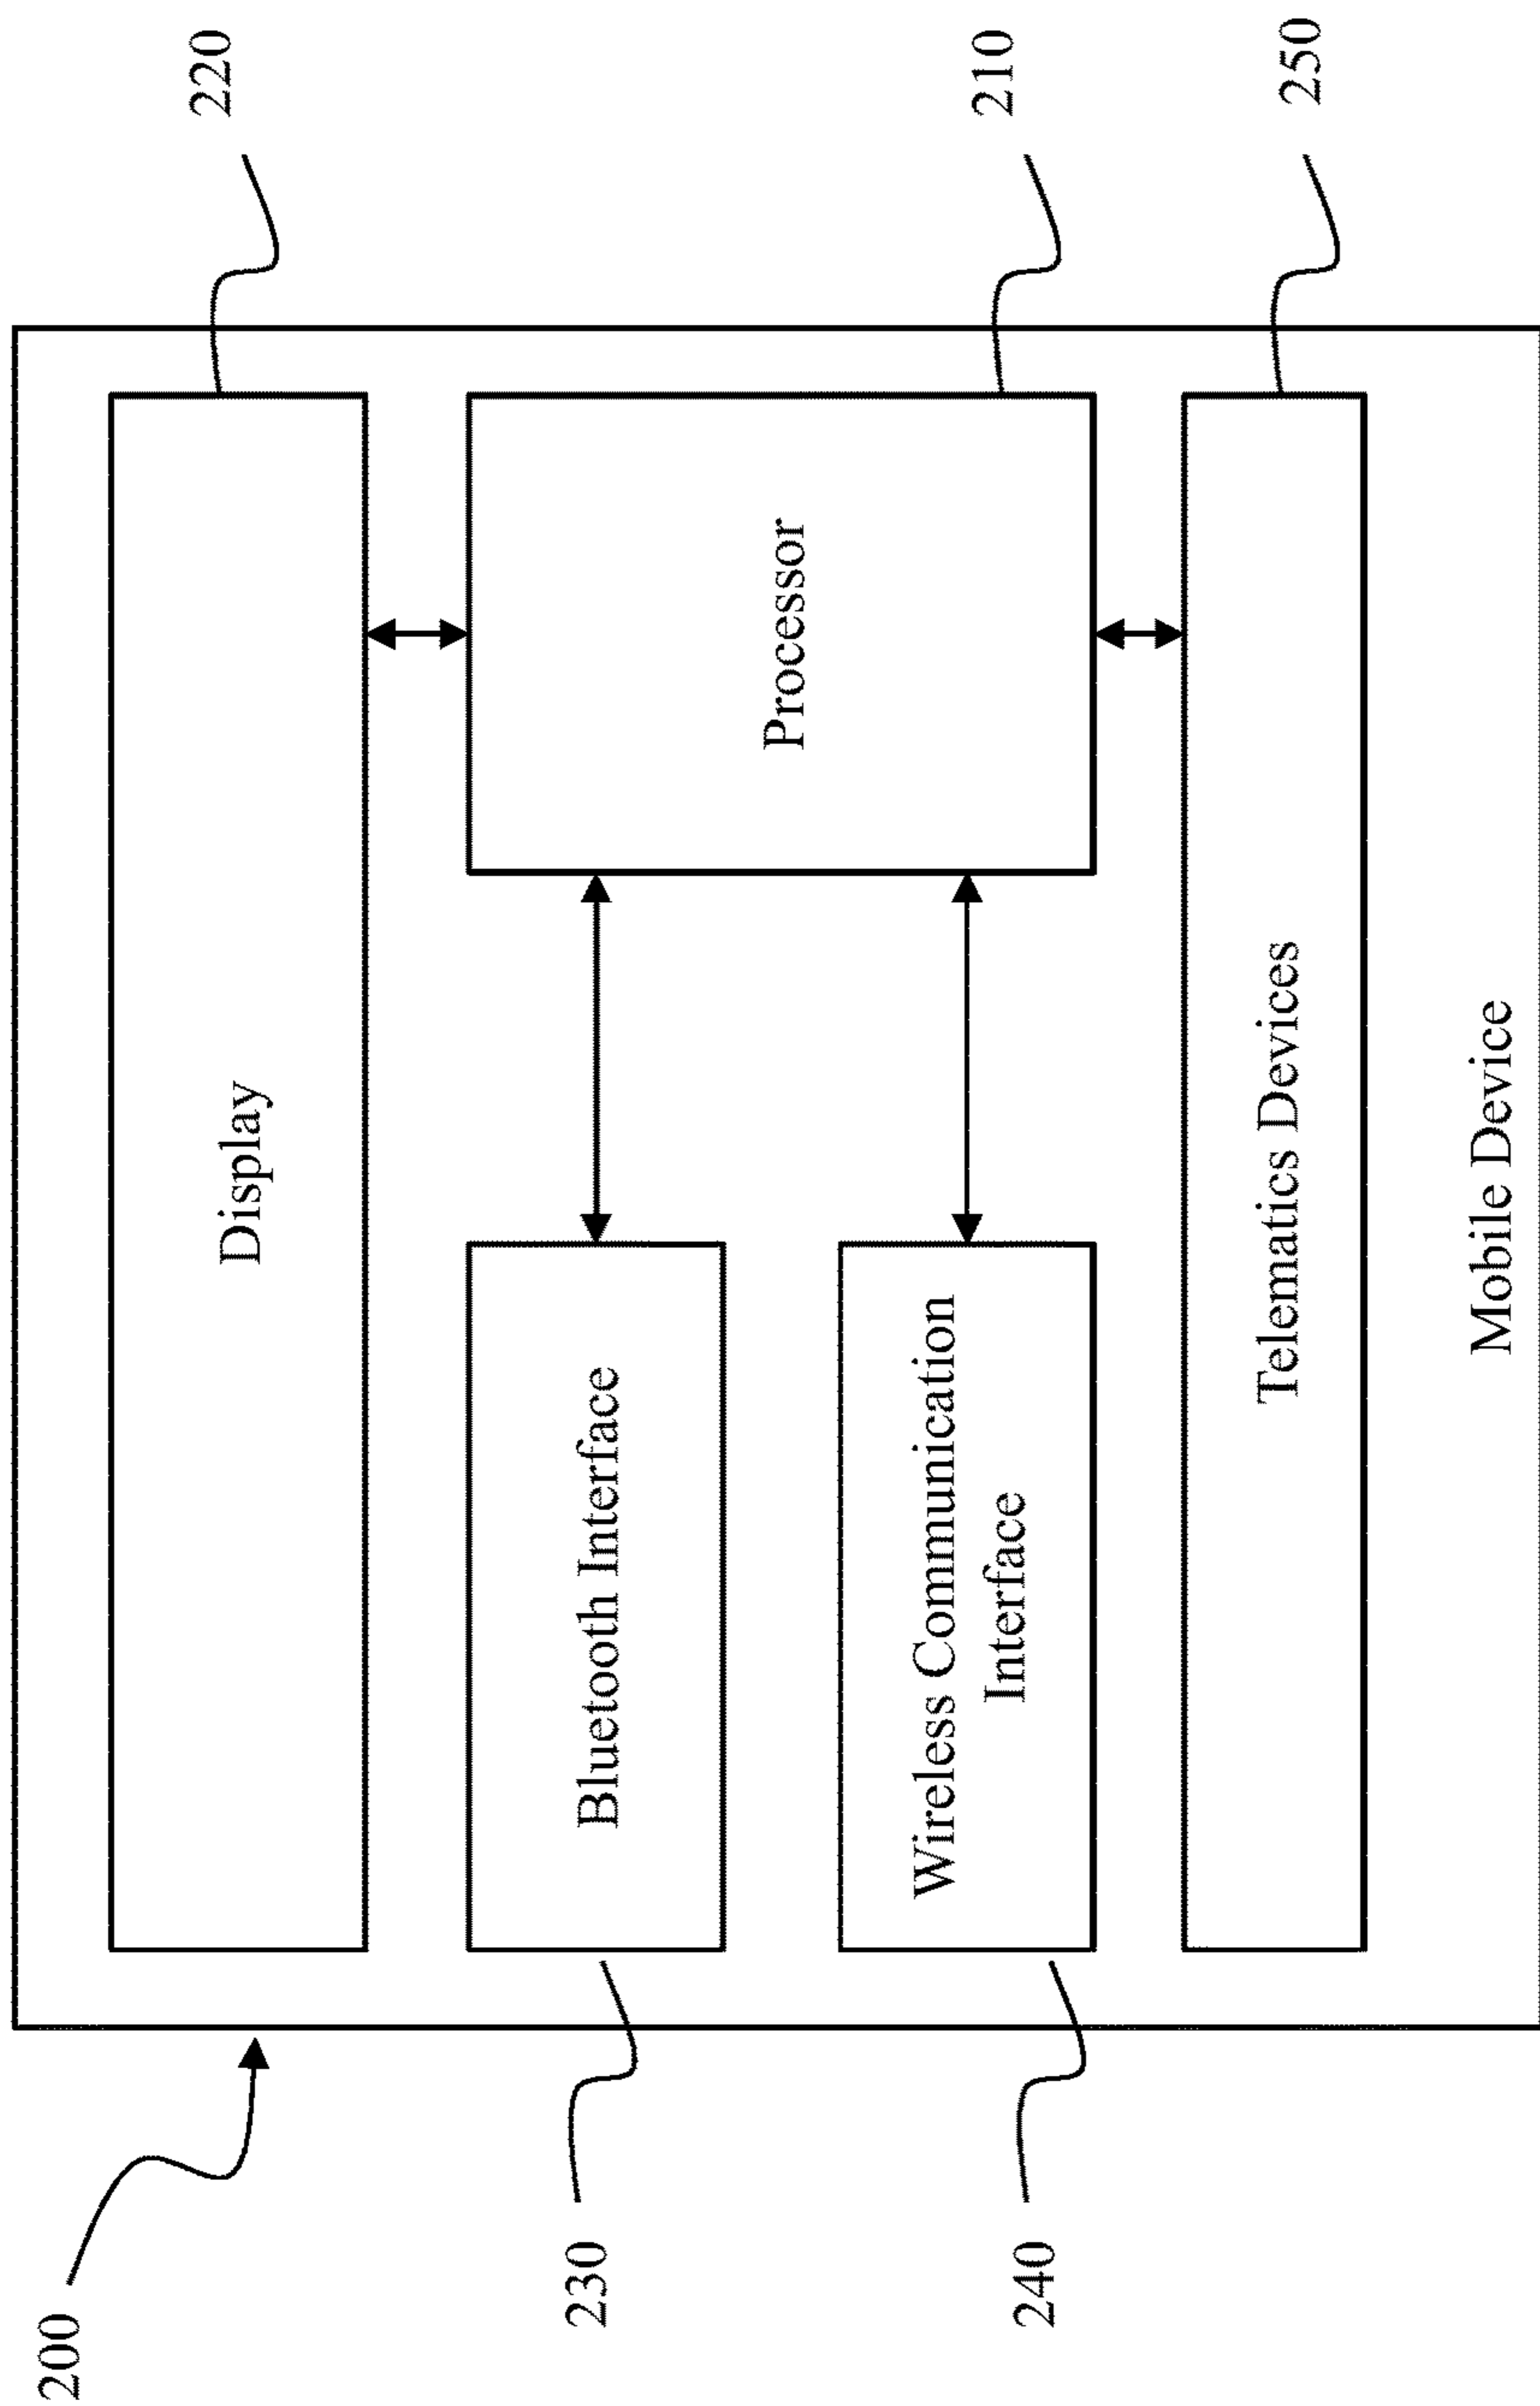 200
Display
220
230
Bluetooth Interface
Processor
210
240
Wireless Communication
Interface
Telematics Devices
250
Mobile Device